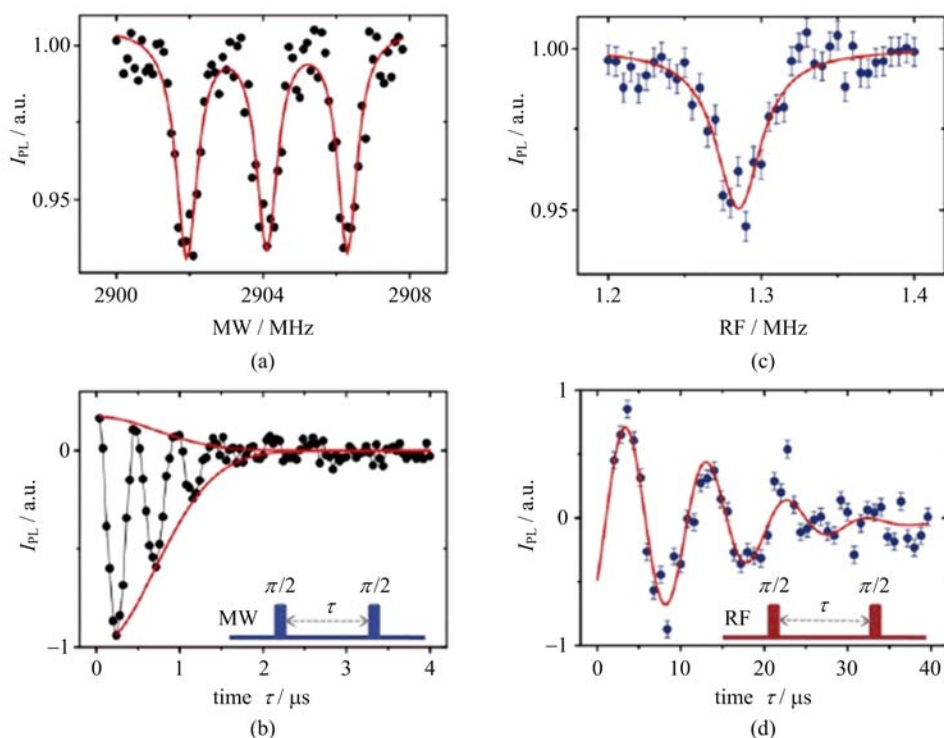 1.00
0.95
I_PL / a.u.
2900
2904
2908
MW / MHz
(a)
1.00
0.95
I_PL / a.u.
1.2
1.3
1.4
RF / MHz
(c)
0
−1
I_PL / a.u.
π/2
π/2
MW
τ
0
1
2
3
4
time τ / μs
(b)
1
0
−1
I_PL / a.u.
π/2
π/2
RF
τ
0
10
20
30
40
time τ / μs
(d)